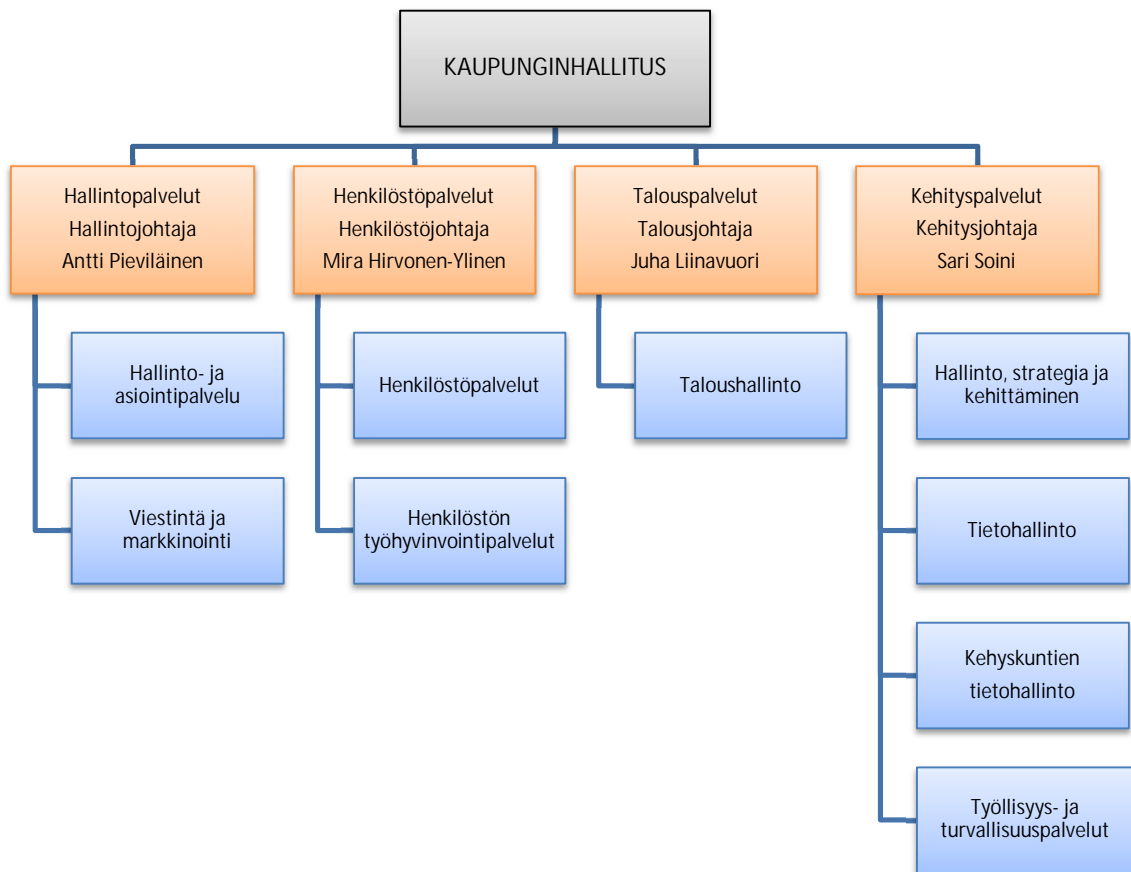 KAUPUNGINHALLITUS
Hallintopalvelut
Hallintojohtaja
Antti Pieviläinen
Henkilöstöpalvelut
Henkilöstöjohtaja
Mira Hirvonen-Ylinen
Talouspalvelut
Talousjohtaja
Juha Liinavuori
Kehityspalvelut
Kehitysjohtaja
Sari Soini
Hallinto- ja
asiointipalvelu
Viestintä ja
markkinointi
Henkilöstöpalvelut
Henkilöstön
työhyvinvointipalvelut
Taloushallinto
Hallinto, strategia ja
kehittäminen
Tietohallinto
Kehyskuntien
tietohallinto
Työllisyys- ja
turvallisuuspalvelut